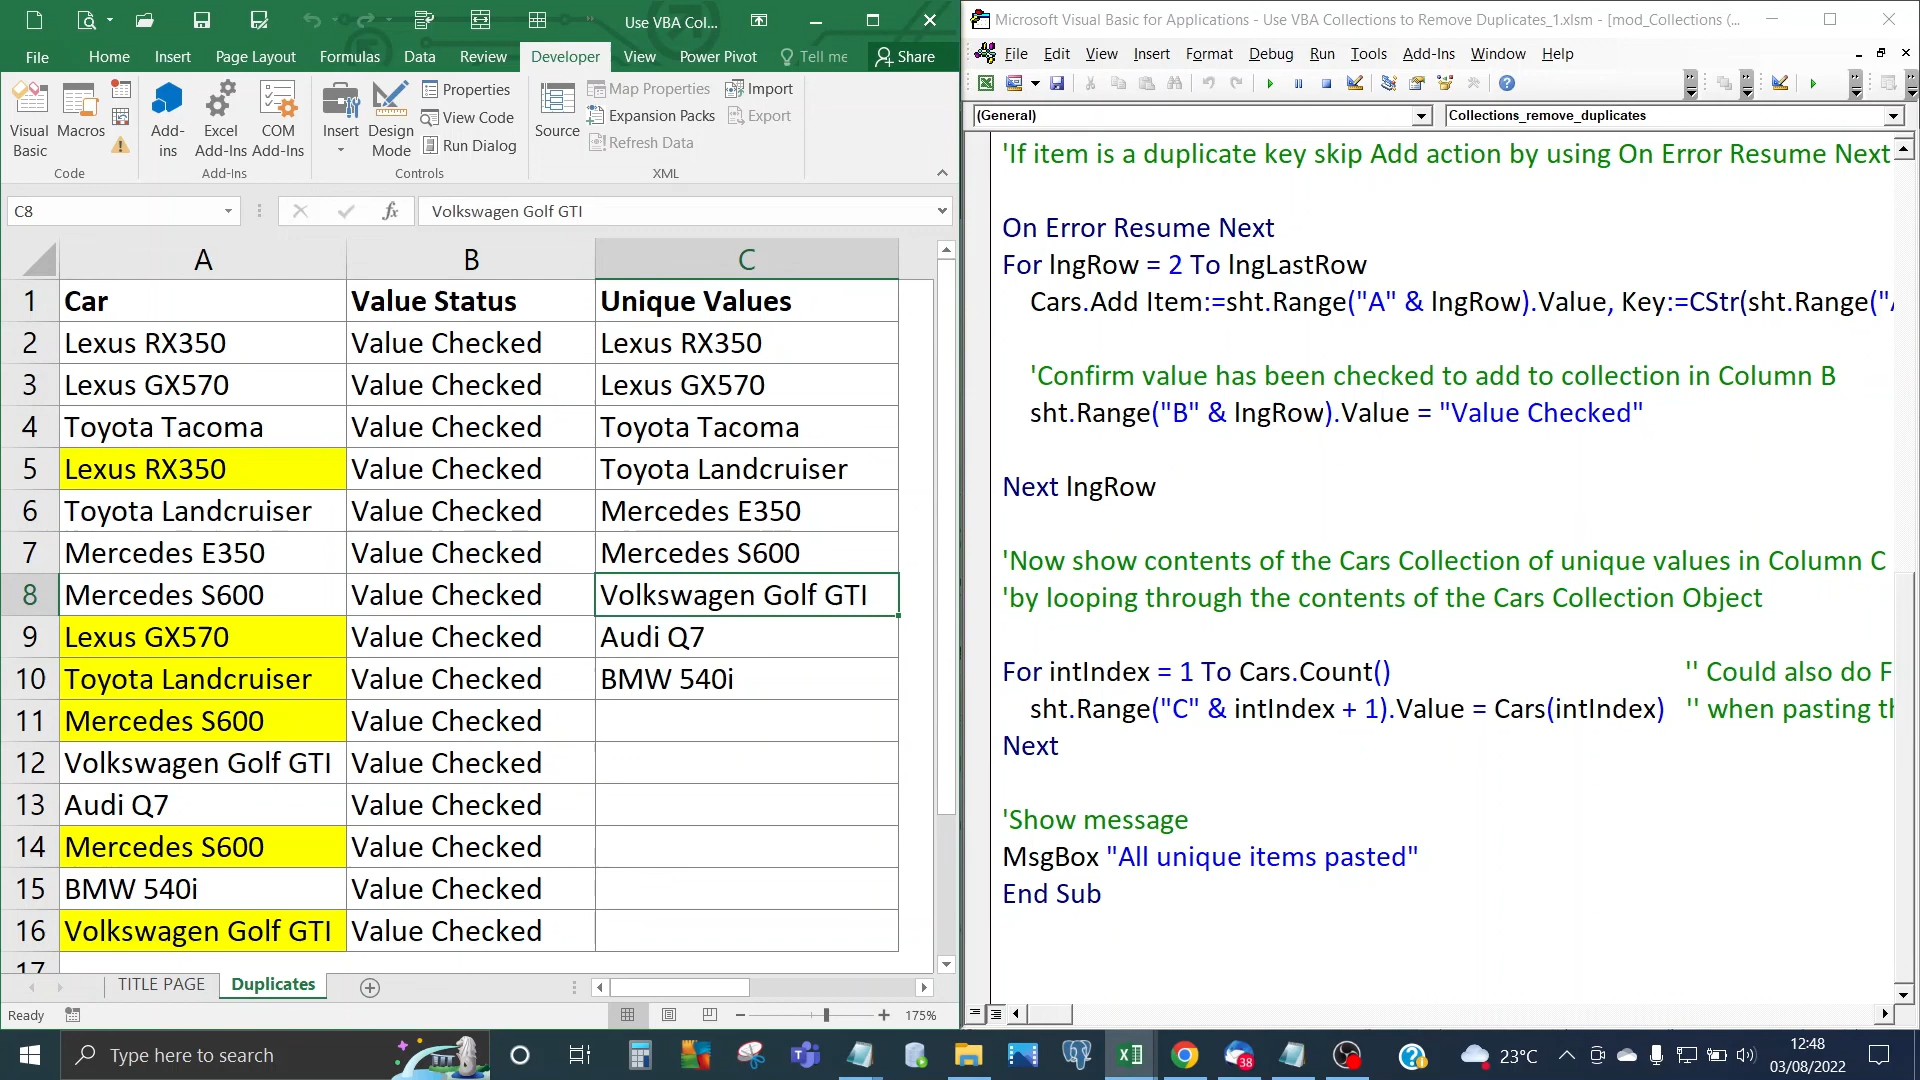 Use VBA Col...
File Home Insert Page Layout Formulas Data Review Developer View Power Pivot Tell me Share
Visual Basic
Macros
Code
Add-ins
Excel Add-Ins
COM Add-Ins
Add-Ins
Insert
Design Mode
Properties
View Code
Run Dialog
Controls
Source
Map Properties
Expansion Packs
Refresh Data
Import
Export
XML
C8
fx
Volkswagen Golf GTI
A B C
1 Car Value Status Unique Values
2 Lexus RX350 Value Checked Lexus RX350
3 Lexus GX570 Value Checked Lexus GX570
4 Toyota Tacoma Value Checked Toyota Tacoma
5 Lexus RX350 Value Checked Toyota Landcruiser
6 Toyota Landcruiser Value Checked Mercedes E350
7 Mercedes E350 Value Checked Mercedes S600
8 Mercedes S600 Value Checked Volkswagen Golf GTI
9 Lexus GX570 Value Checked Audi Q7
10 Toyota Landcruiser Value Checked BMW 540i
11 Mercedes S600 Value Checked
12 Volkswagen Golf GTI Value Checked
13 Audi Q7 Value Checked
14 Mercedes S600 Value Checked
15 BMW 540i Value Checked
16 Volkswagen Golf GTI Value Checked
17
TITLE PAGE Duplicates
Ready
175%
Microsoft Visual Basic for Applications - Use VBA Collections to Remove Duplicates_1.xlsm - [mod_Collections (...
File Edit View Insert Format Debug Run Tools Add-Ins Window Help
(General) Collections_remove_duplicates
'If item is a duplicate key skip Add action by using On Error Resume Next
On Error Resume Next
For lngRow = 2 To lngLastRow
Cars.Add Item:=sht.Range("A" & lngRow).Value, Key:=CStr(sht.Range("A
'Confirm value has been checked to add to collection in Column B
sht.Range("B" & lngRow).Value = "Value Checked"
Next lngRow
'Now show contents of the Cars Collection of unique values in Column C
'by looping through the contents of the Cars Collection Object
For intIndex = 1 To Cars.Count() '' Could also do F
sht.Range("C" & intIndex + 1).Value = Cars(intIndex) '' when pasting th
Next
'Show message
MsgBox "All unique items pasted"
End Sub
Type here to search
38
23°C
12:48
03/08/2022